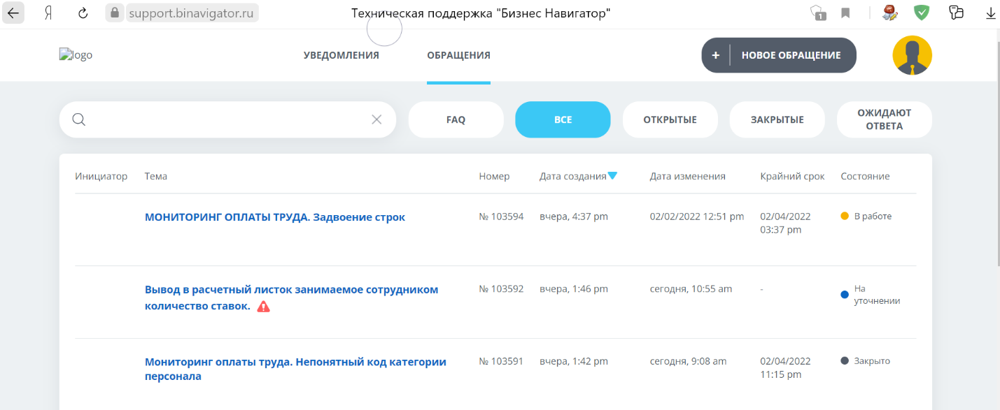 support.binavigator.ru
Техническая поддержка "Бизнес Навигатор"
1
logo
УВЕДОМЛЕНИЯ
ОБРАЩЕНИЯ
+ НОВОЕ ОБРАЩЕНИЕ
FAQ
ВСЕ
ОТКРЫТЫЕ
ЗАКРЫТЫЕ
ОЖИДАЮТ
ОТВЕТА
Инициатор Тема Номер Дата создания Дата изменения Крайний срок Состояние
МОНИТОРИНГ ОПЛАТЫ ТРУДА. Задвоение строк № 103594 вчера, 4:37 pm 02/02/2022 12:51 pm 02/04/2022 В работе
03:37 pm
Вывод в расчетный листок занимаемое сотрудником № 103592 вчера, 1:46 pm сегодня, 10:55 am - На
количество ставок. уточнении
Мониторинг оплаты труда. Непонятный код категории № 103591 вчера, 1:42 pm сегодня, 9:08 am 02/04/2022 Закрыто
персонала 11:15 pm